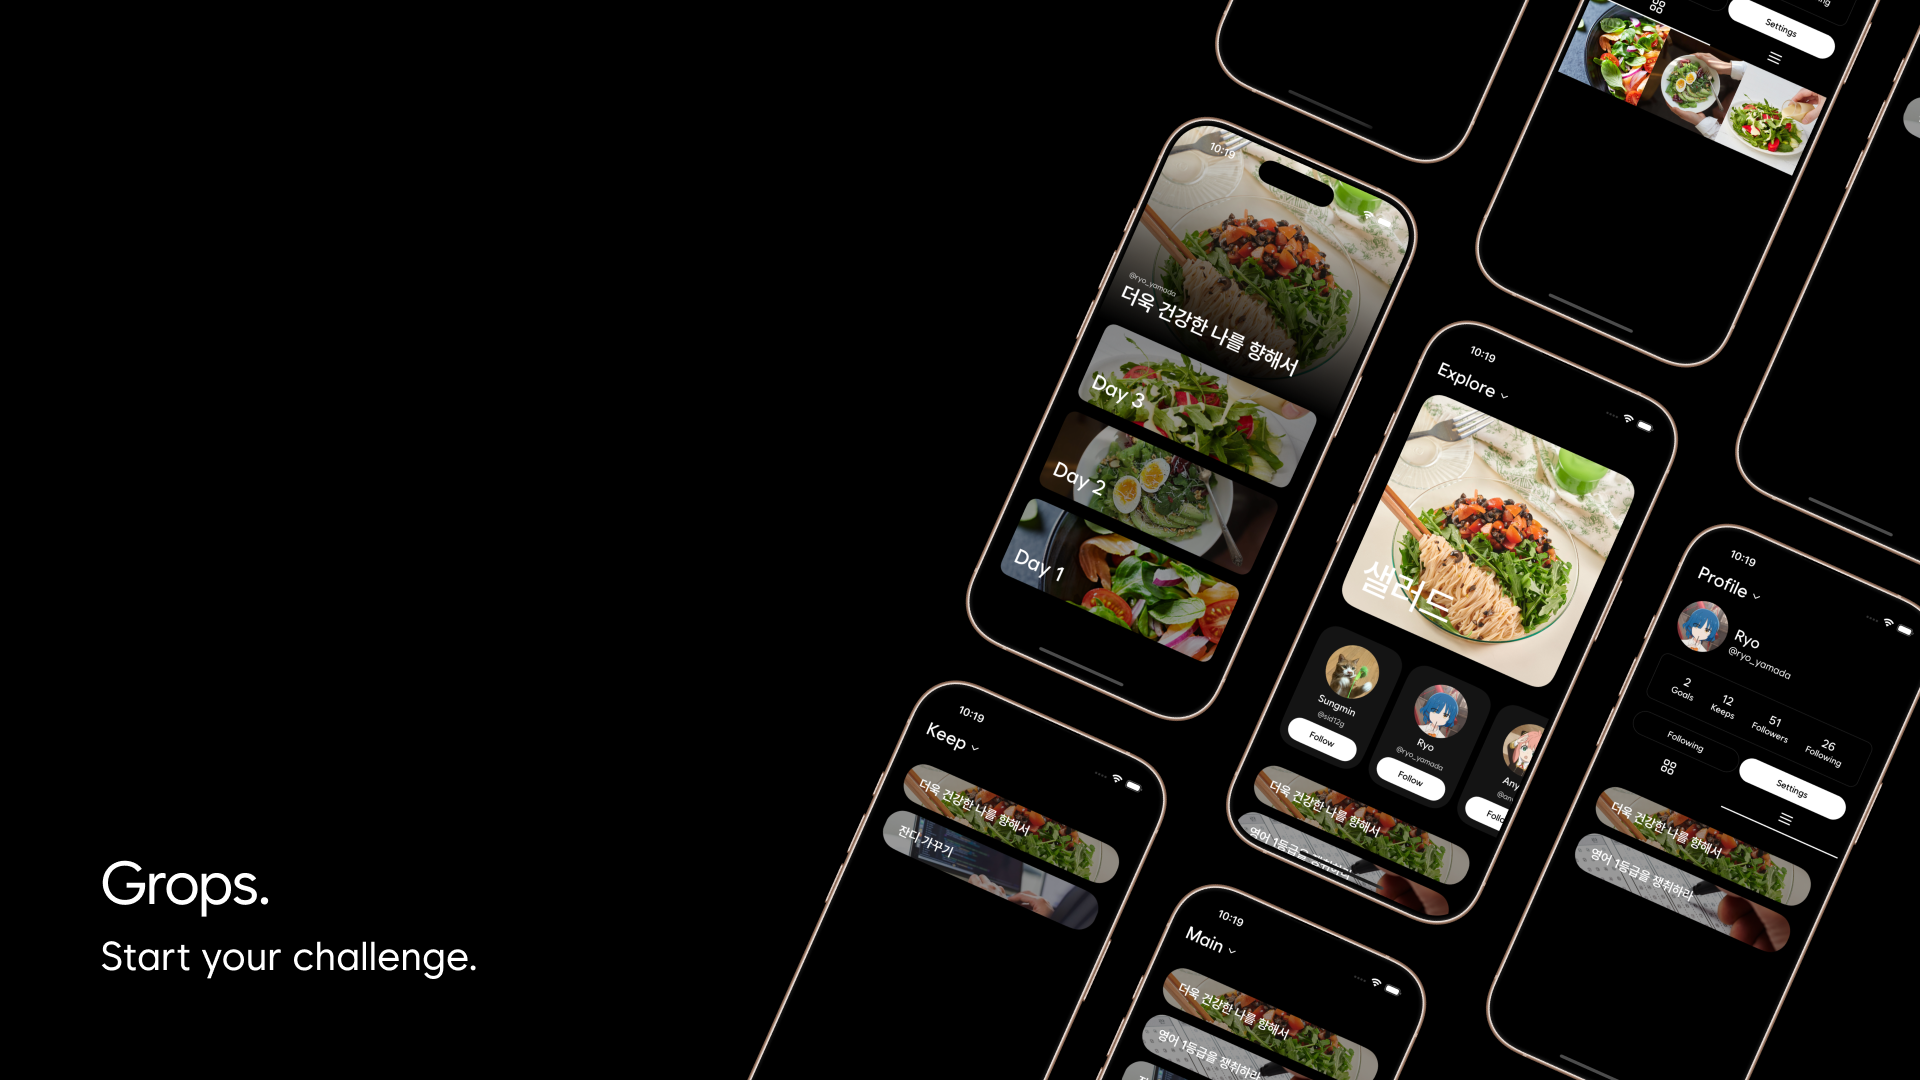 Grops.
Start your challenge.
Settings
10:19
@ryo_yamada
더욱 건강한 나를 향해서
Day 3
Day 2
Day 1
10:19
Explore
샐러드
Sungmin
@sid12g
Follow
Ryo
@ryo_yamada
Follow
Any
더욱 건강한 나를 향해서
영어 1등급을 쟁취하라
10:19
Profile
Ryo
@ryo_yamada
2
Goals
12
Keeps
51
Followers
26
Following
Following
Settings
더욱 건강한 나를 향해서
영어 1등급을 쟁취하라
10:19
Keep
더욱 건강한 나를 향해서
잔디 가꾸기
10:19
Main
더욱 건강한 나를 향해서
영어 1등급을 쟁취하라